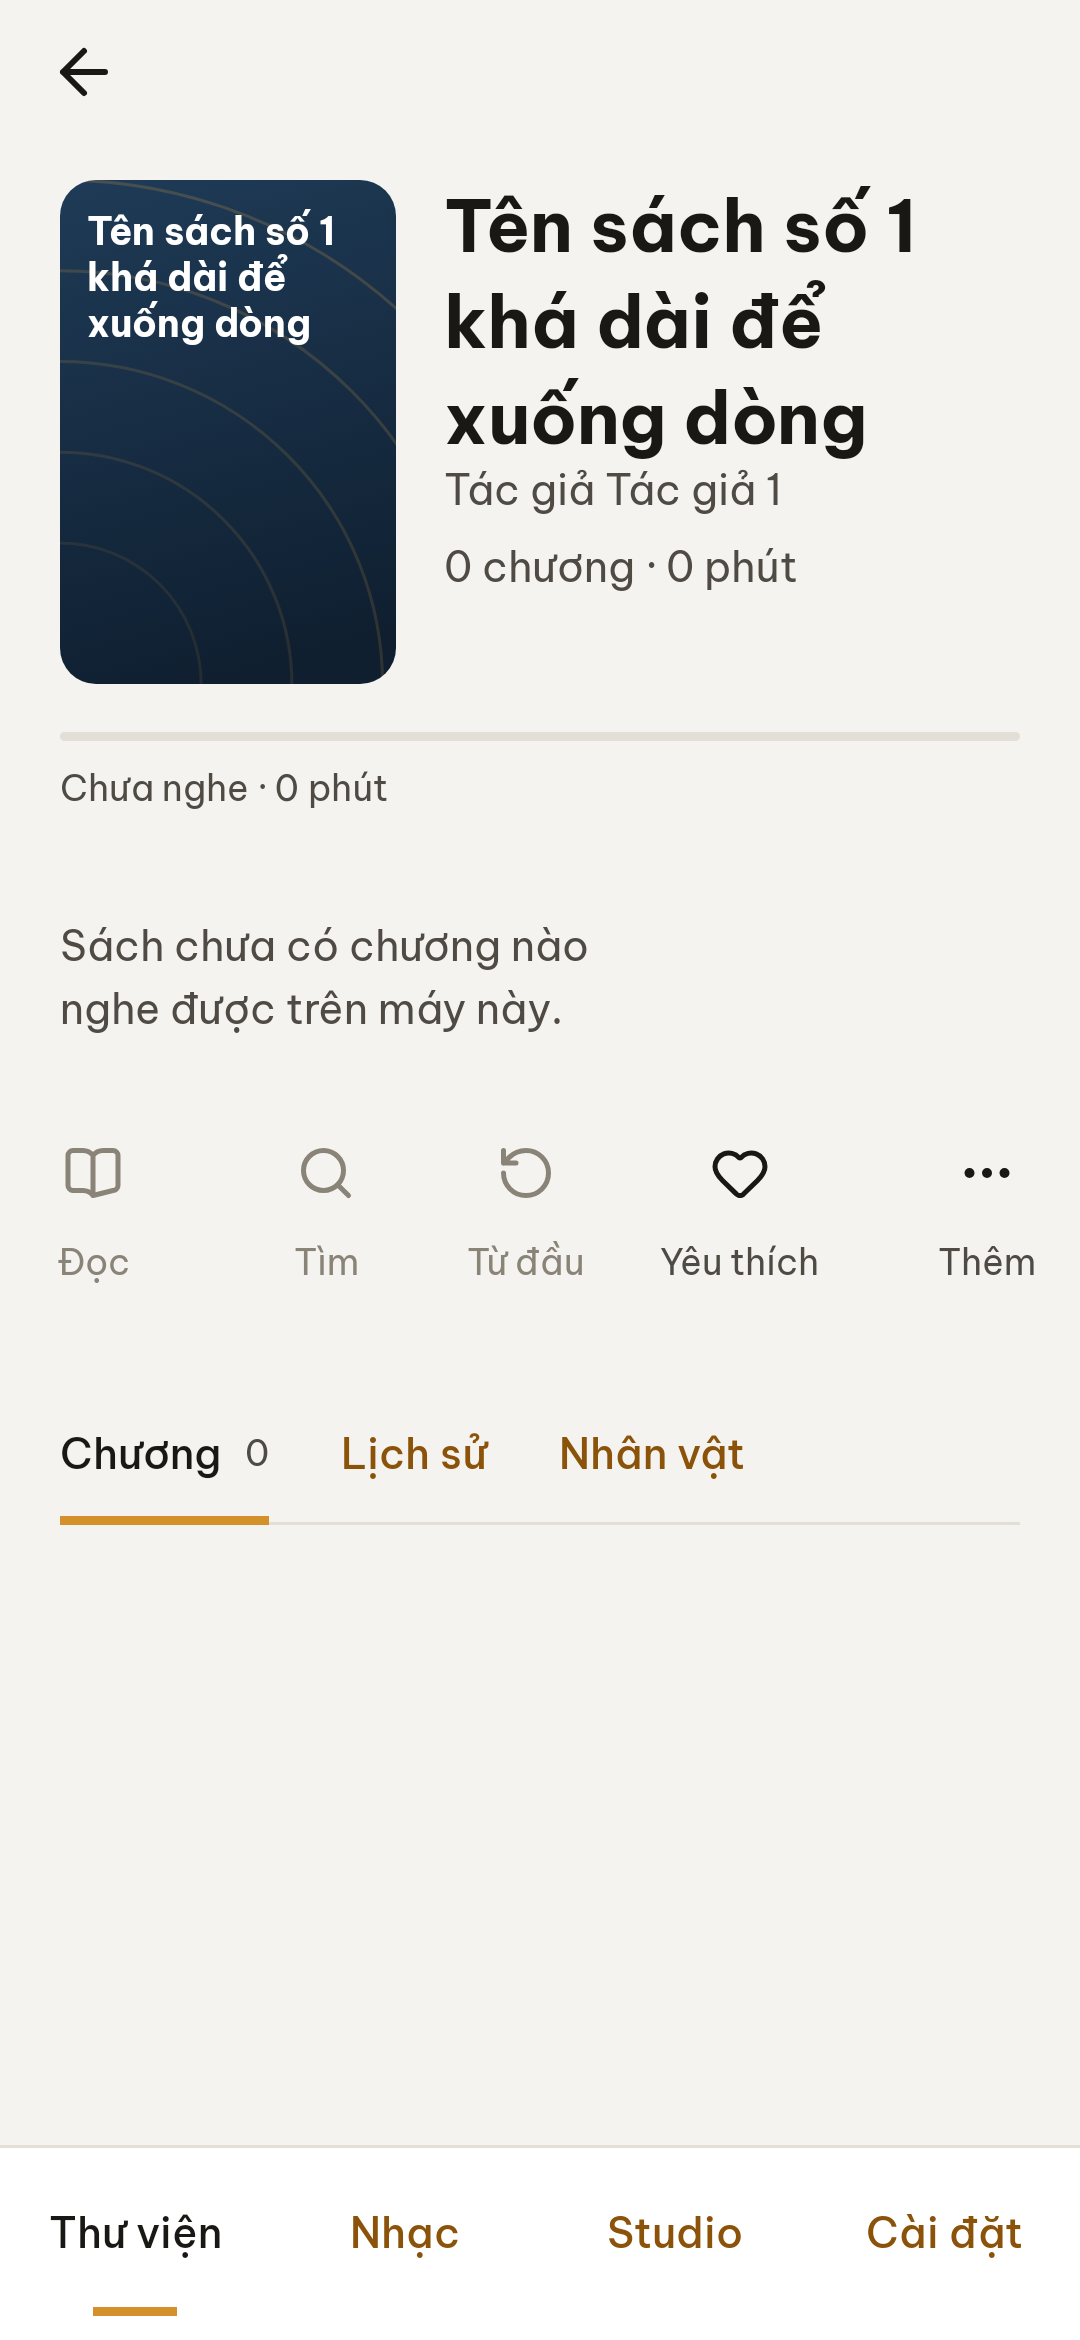 Tên sách số 1
khá dài để
xuống dòng
Tên sách số 1
khá dài để
xuống dòng
Tác giả Tác giả 1
0 chương · 0 phút
Chưa nghe · 0 phút
Sách chưa có chương nào
nghe được trên máy này.
Đọc
Tìm
Từ đầu
Yêu thích
Thêm
Chương 0
Lịch sử
Nhân vật
Thư viện
Nhạc
Studio
Cài đặt